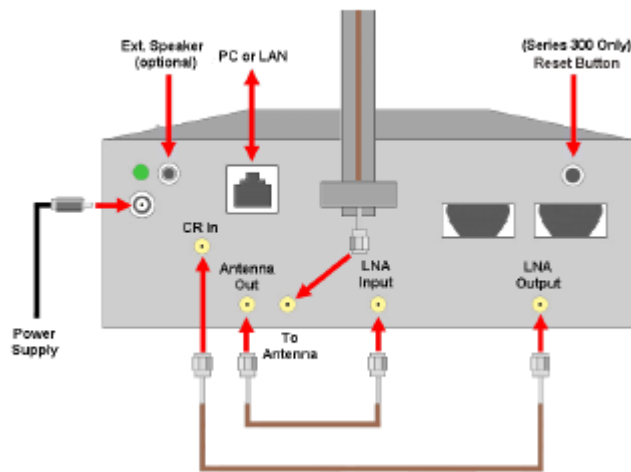 Ext. Speaker
(optional)
PC or LAN
(Series 300 Only)
Reset Button
CR In
Antenna
Out
LNA
Input
LNA
Output
To
Antenna
Power
Supply